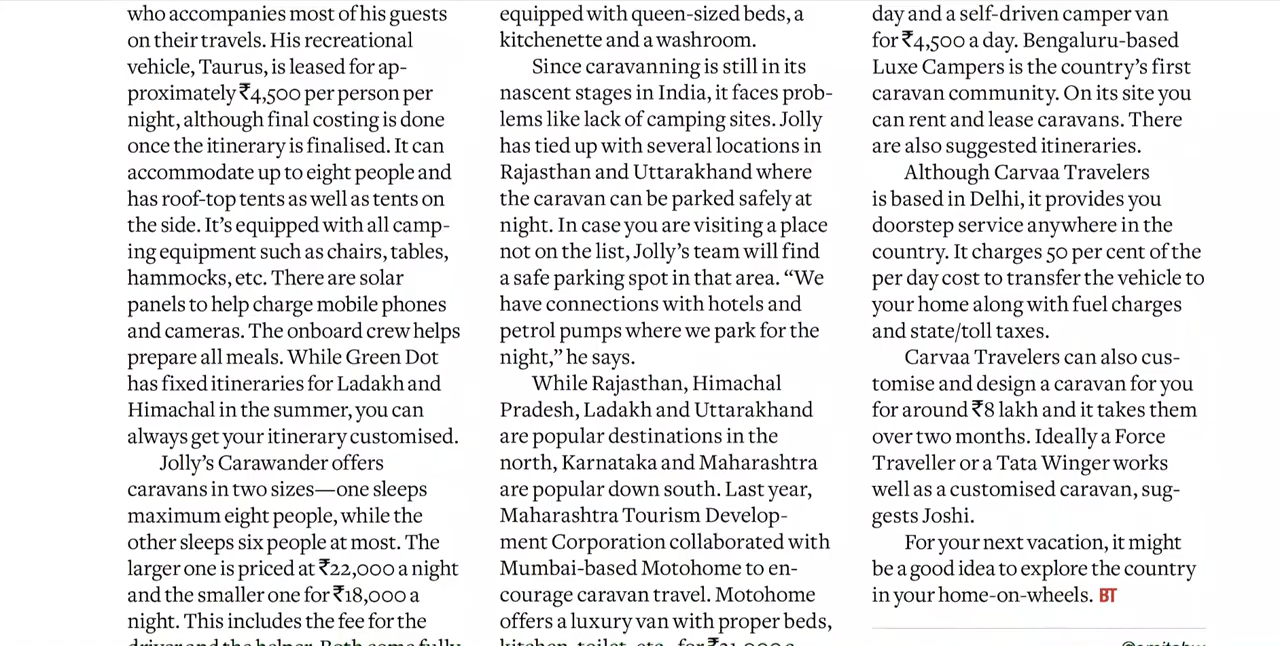 who accompanies most of his guests
on their travels. His recreational
vehicle, Taurus, is leased for ap-
proximately ₹4,500 per person per
night, although final costing is done
once the itinerary is finalised. It can
accommodate up to eight people and
has roof-top tents as well as tents on
the side. It’s equipped with all camp-
ing equipment such as chairs, tables,
hammocks, etc. There are solar
panels to help charge mobile phones
and cameras. The onboard crew helps
prepare all meals. While Green Dot
has fixed itineraries for Ladakh and
Himachal in the summer, you can
always get your itinerary customised.
Jolly’s Carawander offers
caravans in two sizes—one sleeps
maximum eight people, while the
other sleeps six people at most. The
larger one is priced at ₹22,000 a night
and the smaller one for ₹18,000 a
night. This includes the fee for the
driver and the helper. Both come fully
equipped with queen-sized beds, a
kitchenette and a washroom.
Since caravanning is still in its
nascent stages in India, it faces prob-
lems like lack of camping sites. Jolly
has tied up with several locations in
Rajasthan and Uttarakhand where
the caravan can be parked safely at
night. In case you are visiting a place
not on the list, Jolly’s team will find
a safe parking spot in that area. “We
have connections with hotels and
petrol pumps where we park for the
night,” he says.
While Rajasthan, Himachal
Pradesh, Ladakh and Uttarakhand
are popular destinations in the
north, Karnataka and Maharashtra
are popular down south. Last year,
Maharashtra Tourism Develop-
ment Corporation collaborated with
Mumbai-based Motohome to en-
courage caravan travel. Motohome
offers a luxury van with proper beds,
kitchen, toilet, etc., for
day and a self-driven camper van
for ₹4,500 a day. Bengaluru-based
Luxe Campers is the country’s first
caravan community. On its site you
can rent and lease caravans. There
are also suggested itineraries.
Although Carvaa Travelers
is based in Delhi, it provides you
doorstep service anywhere in the
country. It charges 50 per cent of the
per day cost to transfer the vehicle to
your home along with fuel charges
and state/toll taxes.
Carvaa Travelers can also cus-
tomise and design a caravan for you
for around ₹8 lakh and it takes them
over two months. Ideally a Force
Traveller or a Tata Winger works
well as a customised caravan, sug-
gests Joshi.
For your next vacation, it might
be a good idea to explore the country
in your home-on-wheels. BT